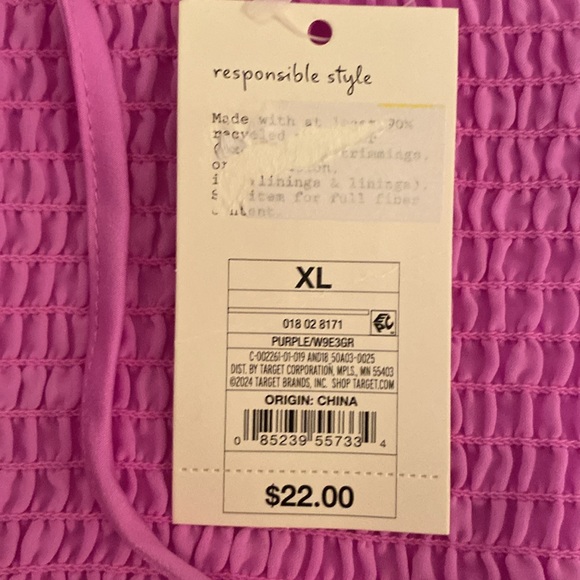 responsible style
Made with at least 90%
recycled
trimmings,
or
linings & linings).
item for full fiber
XL
018 02 8171
PURPLE/W9E3GR
C-002261-01-019 AND18 50A03-0025
DIST. BY TARGET CORPORATION, MPLS, MN 55403
©2024 TARGET BRANDS, INC. SHOP TARGET.COM
ORIGIN: CHINA
0 85239 55733 4
$22.00